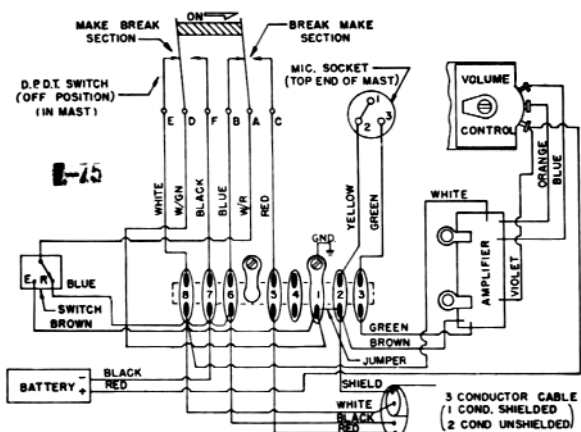 ON
MAKE BREAK
SECTION
BREAK MAKE
SECTION
D.P.D.T. SWITCH
(OFF POSITION)
(IN MAST)
MIC. SOCKET
(TOP END OF MAST)
1
2
3
VOLUME
CONTROL
E
D
F
B
A
C
WHITE
W/GN
BLACK
BLUE
W/R
RED
YELLOW
GREEN
ORANGE
BLUE
WHITE
VIOLET
AMPLIFIER
GND.
E
R
BLUE
SWITCH
BROWN
8
7
6
5
4
1
2
3
GREEN
BROWN
JUMPER
BATTERY
-
+
BLACK
RED
SHIELD
WHITE
BLACK
RED
3 CONDUCTOR CABLE
(1 COND. SHIELDED
2 COND UNSHIELDED)